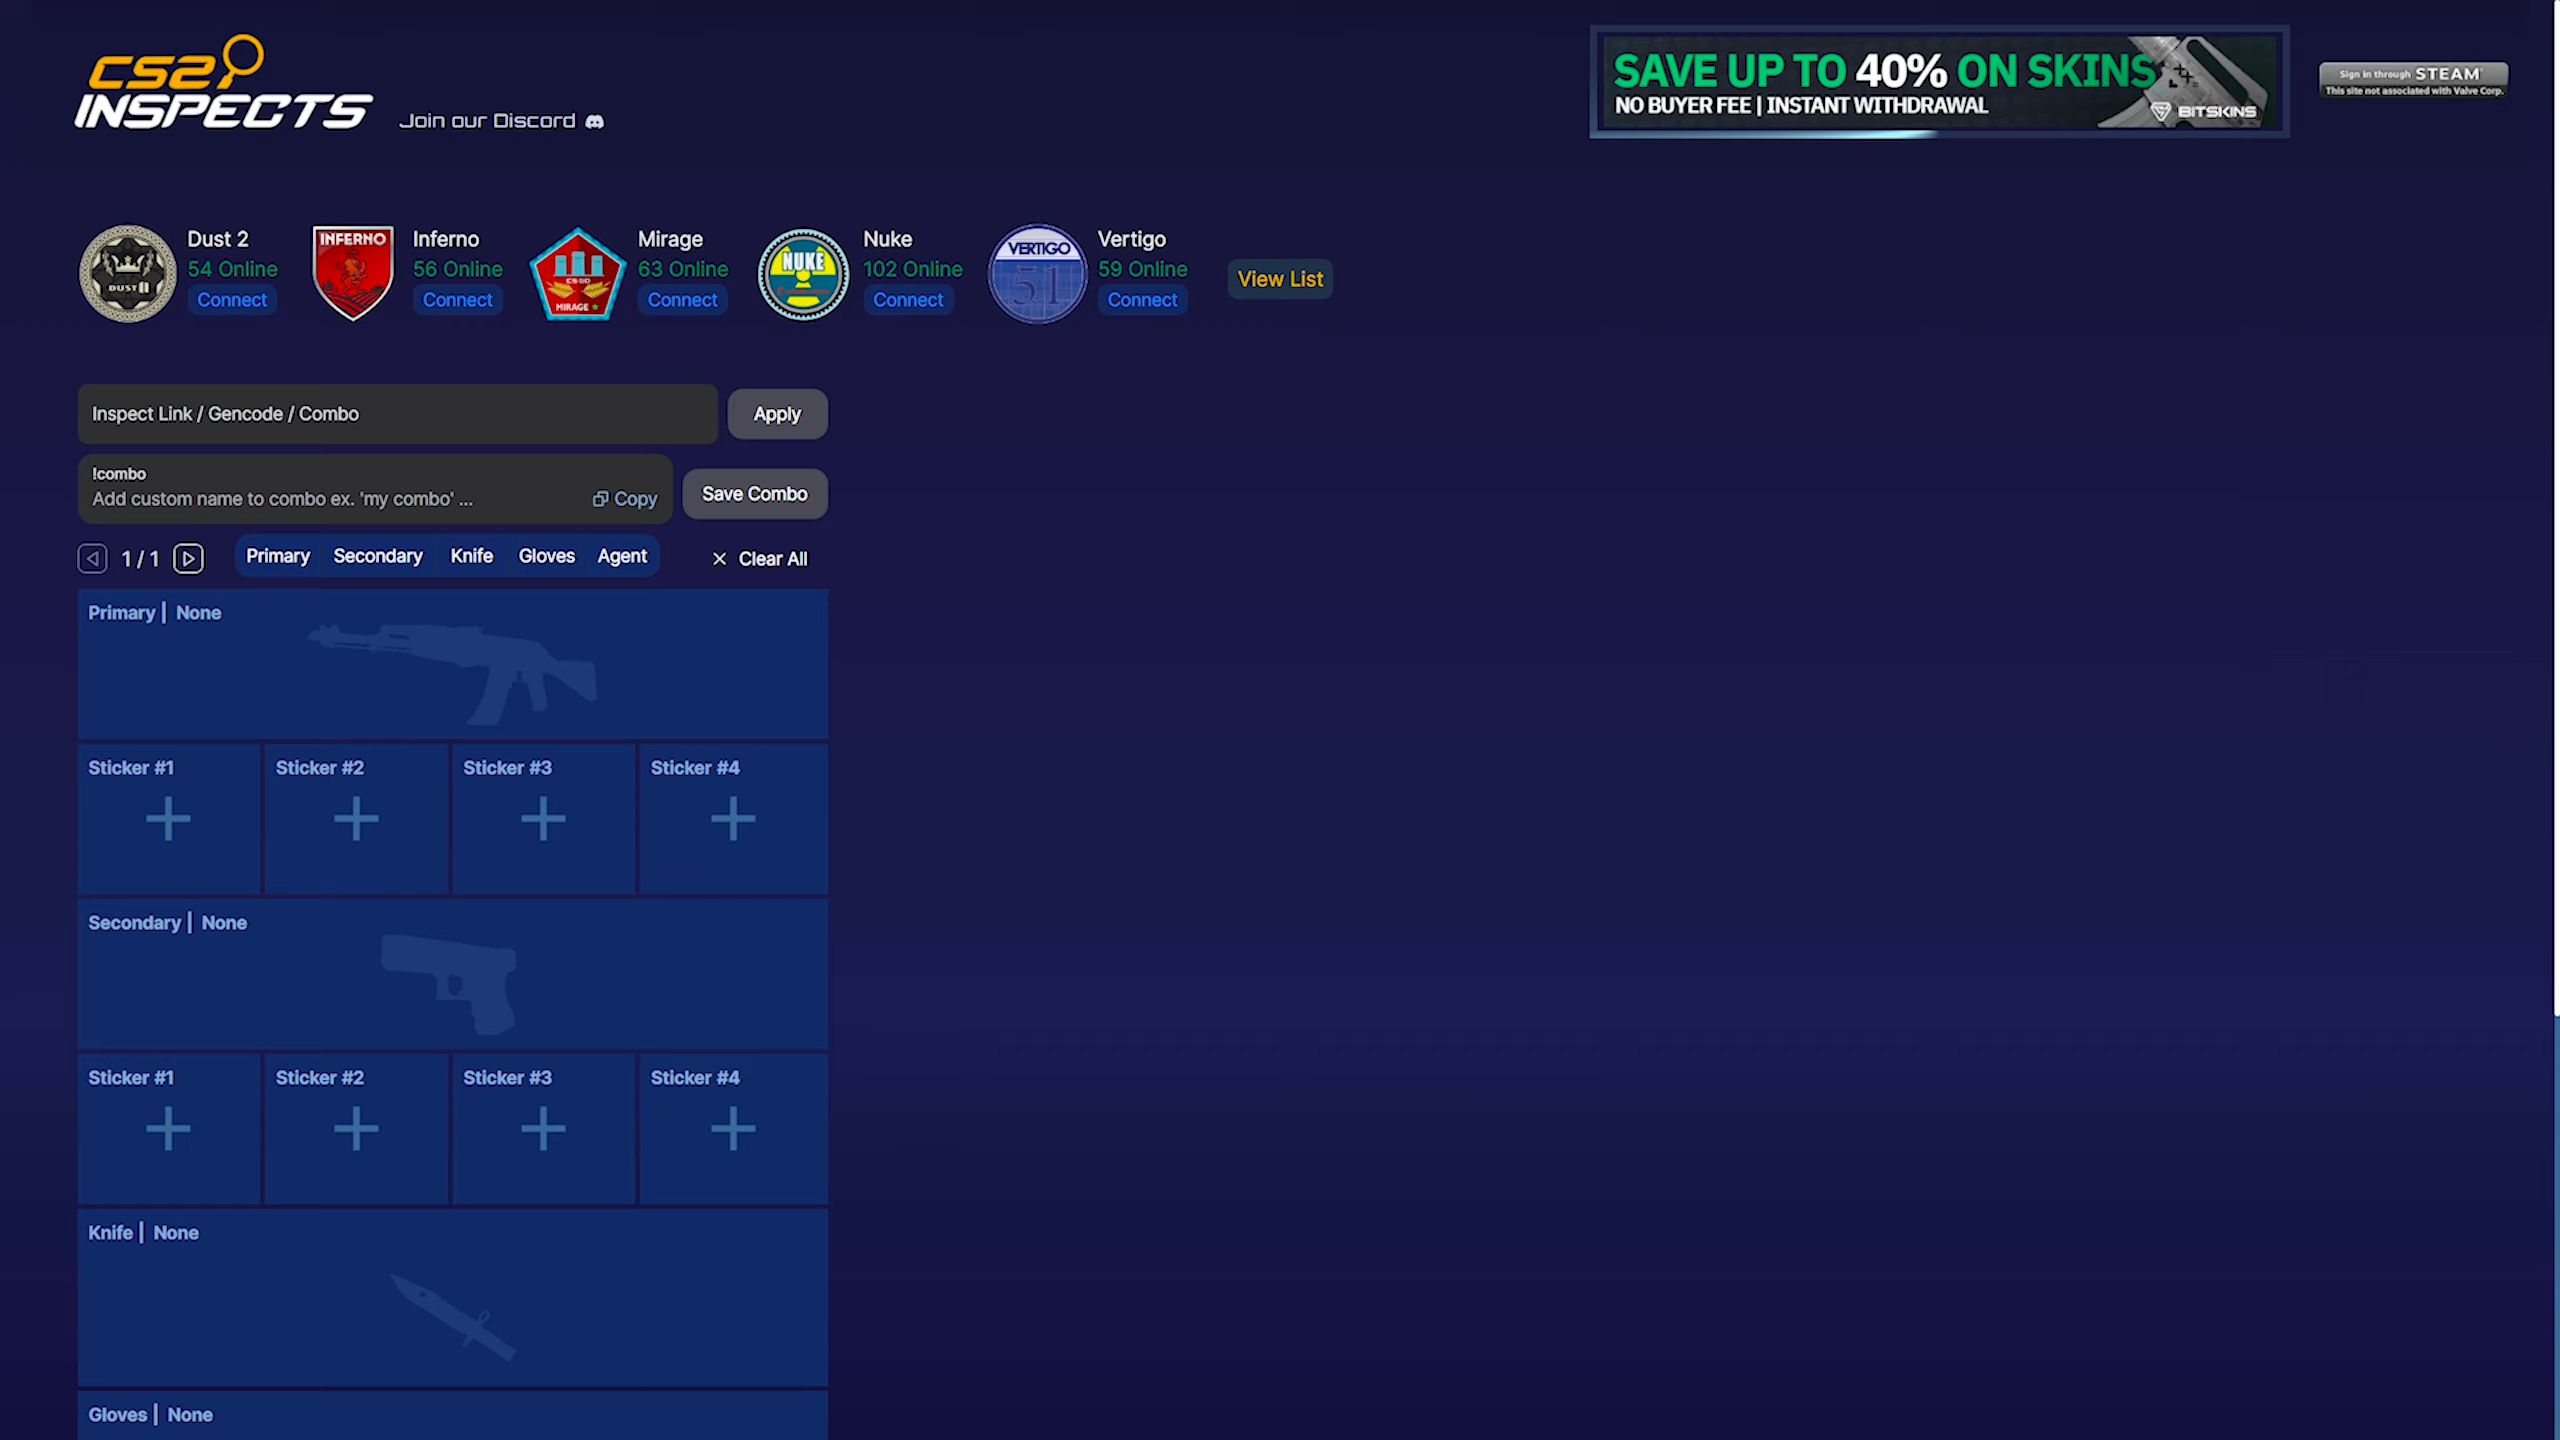 CS2
INSPECTS
Join our Discord
SAVE UP TO 40% ON SKINS
NO BUYER FEE | INSTANT WITHDRAWAL
BITSKINS
Sign in through STEAM
This site not associated with Valve Corp.
DUST II
Dust 2
54 Online
Connect
INFERNO
Inferno
56 Online
Connect
CS GO
MIRAGE
Mirage
63 Online
Connect
NUKE
Nuke
102 Online
Connect
VERTIGO
51
Vertigo
59 Online
Connect
View List
Inspect Link / Gencode / Combo
Apply
!combo
Add custom name to combo ex. 'my combo' ...
Copy
Save Combo
1 / 1
Primary Secondary Knife Gloves Agent
Clear All
Primary | None
Sticker #1 Sticker #2 Sticker #3 Sticker #4
Secondary | None
Sticker #1 Sticker #2 Sticker #3 Sticker #4
Knife | None
Gloves | None